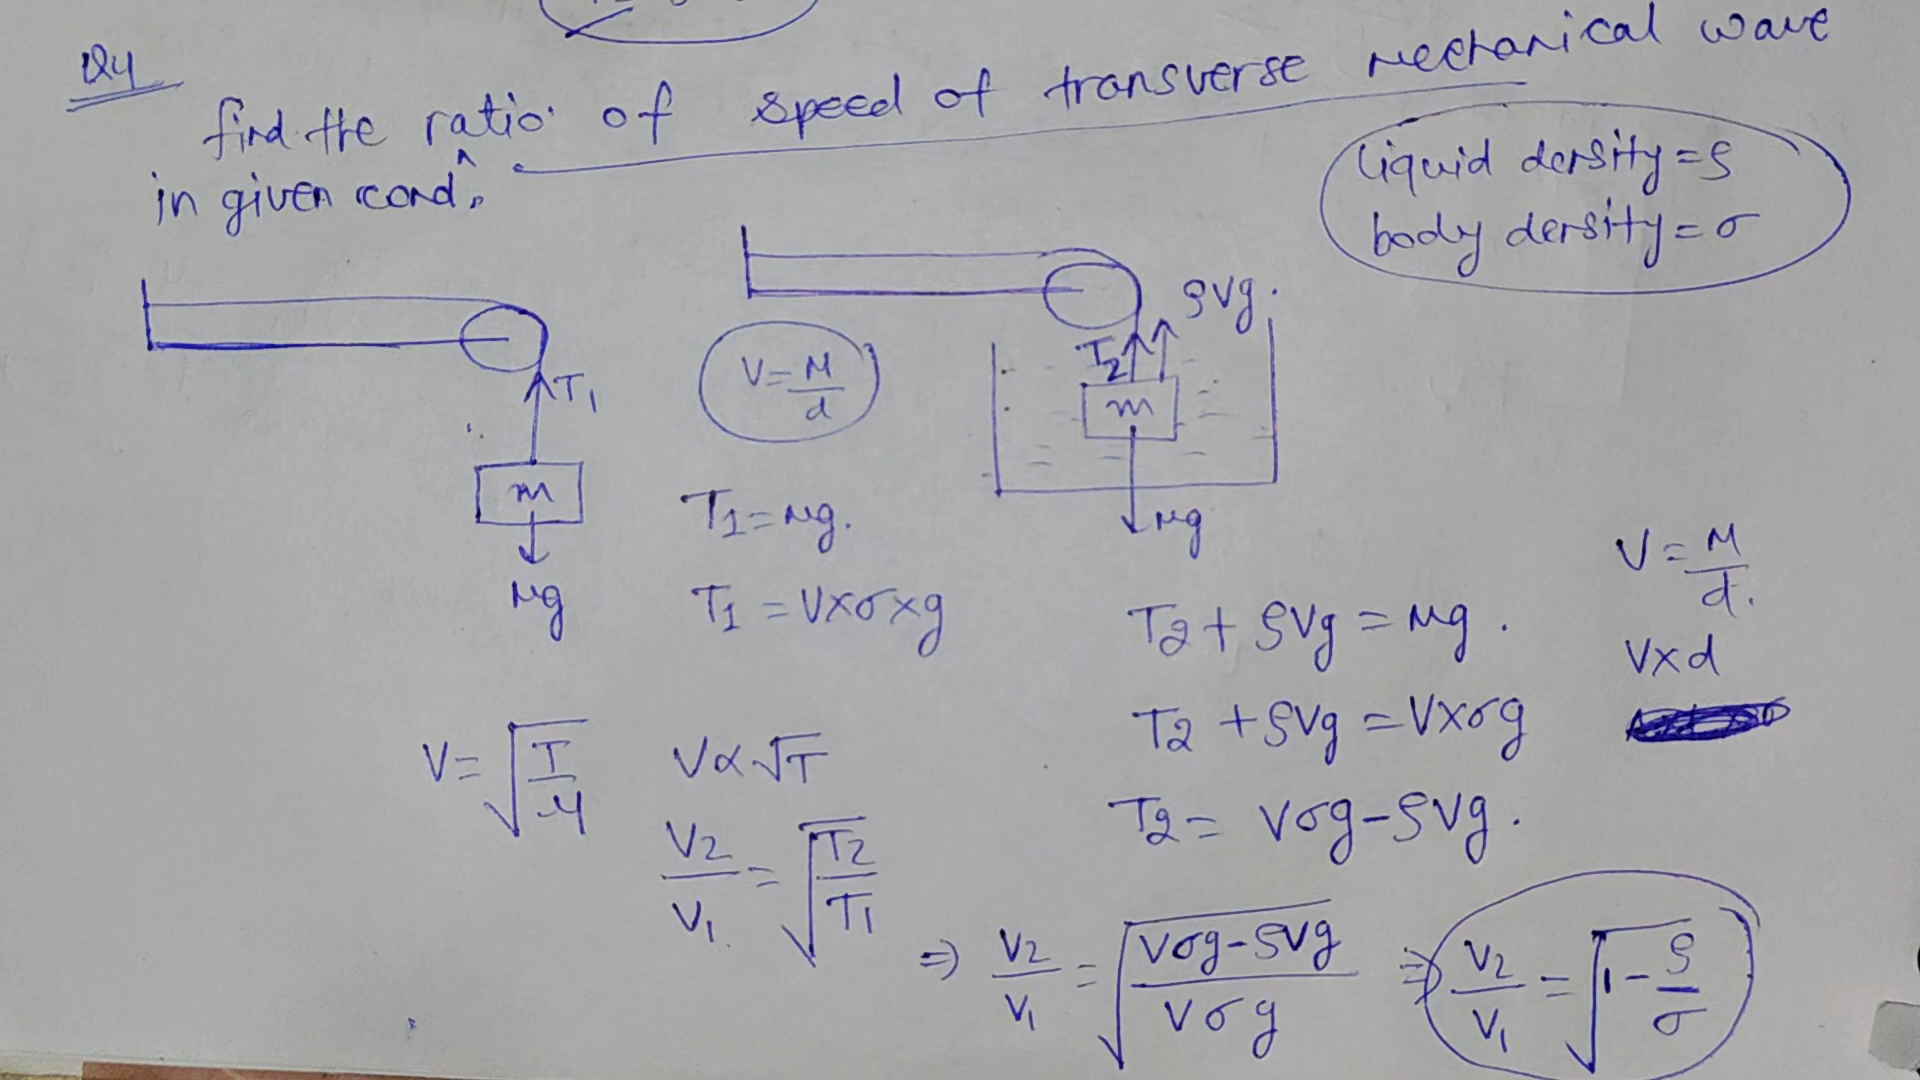 Q4
find the ratio of speed of transverse mechanical wave
in given condn.
liquid density = ρ
body density = σ
T1
m
Mg
V = M/d
ρVg.
T2
m
Mg
T1 = Mg.
T1 = V×σ×g
V = √(T/μ)
V ∝ √T
V2/V1 = √(T2/T1)
T2 + ρVg = Mg.
T2 + ρVg = V×σg
T2 = Vσg - ρVg.
V = M/d.
V×d
⇒ V2/V1 = √((Vσg - ρVg)/(Vσg)) ⇒ V2/V1 = √(1 - ρ/σ)